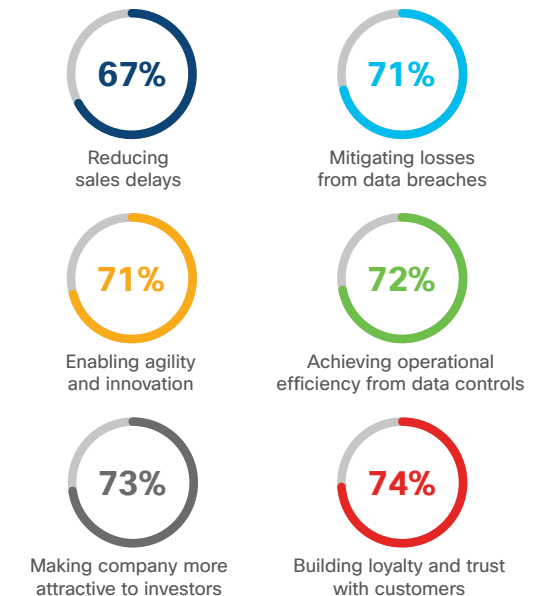 67%
Reducing
sales delays
71%
Mitigating losses
from data breaches
71%
Enabling agility
and innovation
72%
Achieving operational
efficiency from data controls
73%
Making company more
attractive to investors
74%
Building loyalty and trust
with customers